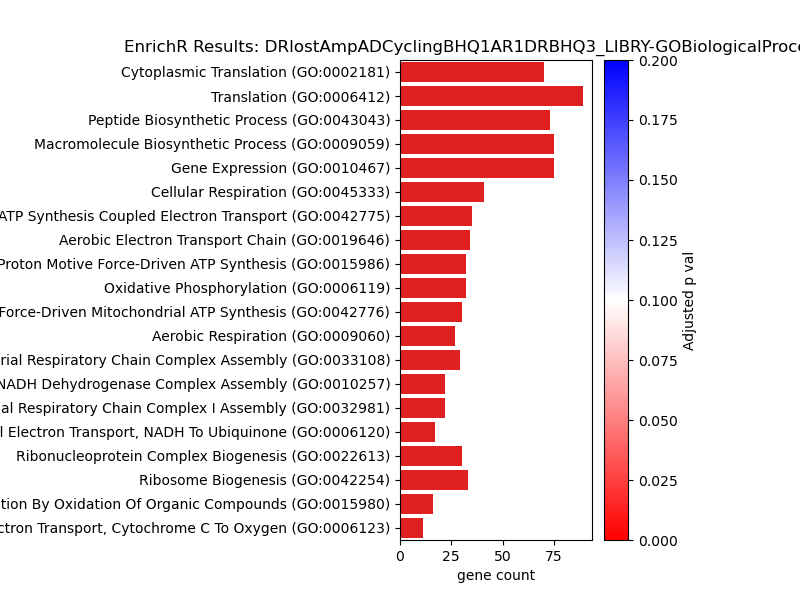 EnrichR Results: DRlostAmpADCyclingBHQ1AR1DRBHQ3_LIBRY-GOBiologicalProce
Cytoplasmic Translation (GO:0002181)
Translation (GO:0006412)
Peptide Biosynthetic Process (GO:0043043)
Macromolecule Biosynthetic Process (GO:0009059)
Gene Expression (GO:0010467)
Cellular Respiration (GO:0045333)
ATP Synthesis Coupled Electron Transport (GO:0042775)
Aerobic Electron Transport Chain (GO:0019646)
Proton Motive Force-Driven ATP Synthesis (GO:0015986)
Oxidative Phosphorylation (GO:0006119)
Force-Driven Mitochondrial ATP Synthesis (GO:0042776)
Aerobic Respiration (GO:0009060)
rial Respiratory Chain Complex Assembly (GO:0033108)
NADH Dehydrogenase Complex Assembly (GO:0010257)
al Respiratory Chain Complex I Assembly (GO:0032981)
l Electron Transport, NADH To Ubiquinone (GO:0006120)
Ribonucleoprotein Complex Biogenesis (GO:0022613)
Ribosome Biogenesis (GO:0042254)
tion By Oxidation Of Organic Compounds (GO:0015980)
ctron Transport, Cytochrome C To Oxygen (GO:0006123)
0 25 50 75
gene count
0.200
0.175
0.150
0.125
0.100
0.075
0.050
0.025
0.000
Adjusted p val